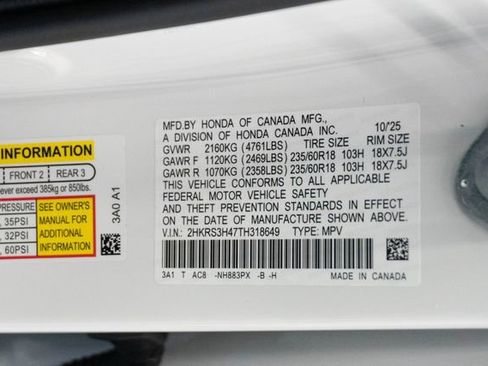 INFORMATION
FRONT 2 REAR 3
ever exceed 385kg or 850lbs.
PRESSURE SEE OWNER'S
35PSI MANUAL FOR
32PSI ADDITIONAL
60PSI INFORMATION
3A0 A1
MFD.BY HONDA OF CANADA MFG., 10/25
A DIVISION OF HONDA CANADA INC.
GVWR 2160KG (4761LBS) TIRE SIZE RIM SIZE
GAWR F 1120KG (2469LBS) 235/60R18 103H 18X7.5J
GAWR R 1070KG (2358LBS) 235/60R18 103H 18X7.5J
THIS VEHICLE CONFORMS TO ALL APPLICABLE
FEDERAL MOTOR VEHICLE SAFETY
AND THEFT PREVENTION STANDARDS IN EFFECT
ON THE DATE OF MANUFACTURE SHOWN ABOVE.
V.I.N: 2HKRS3H47TH318649 TYPE: MPV
3A1 T AC8 -NH883PX -B -H MADE IN CANADA